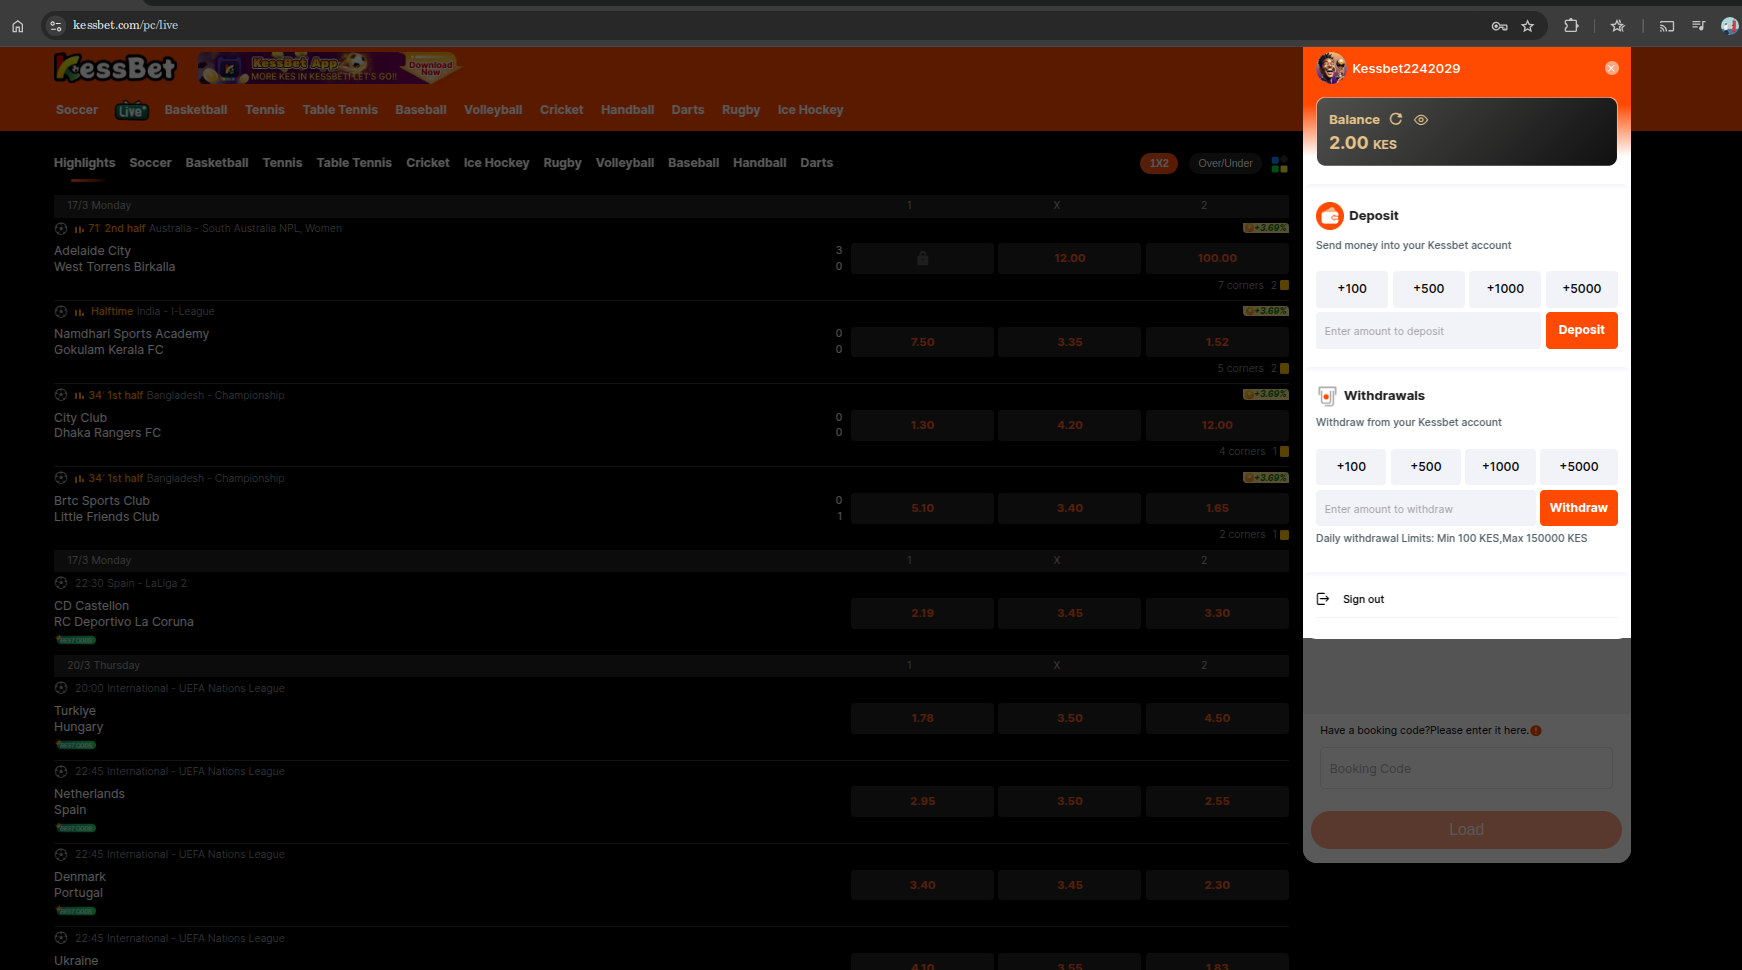 kessbet.com/pc/live
KessBet
KessBet App
MORE KES IN KESSBET! LET'S GO!!
Download Now
Soccer Live Basketball Tennis Table Tennis Baseball Volleyball Cricket Handball Darts Rugby Ice Hockey
Highlights Soccer Basketball Tennis Table Tennis Cricket Ice Hockey Rugby Volleyball Baseball Handball Darts 1X2 Over/Under
17/3 Monday 1 X 2
71' 2nd half Australia - South Australia NPL, Women +3.69%
Adelaide City 3
West Torrens Birkalla 0
12.00 100.00
7 corners 2
Halftime India - I-League +3.69%
Namdhari Sports Academy 0
Gokulam Kerala FC 0
7.50 3.35 1.52
5 corners 2
34' 1st half Bangladesh - Championship +3.69%
City Club 0
Dhaka Rangers FC 0
1.30 4.20 12.00
4 corners 1
34' 1st half Bangladesh - Championship +3.69%
Brtc Sports Club 0
Little Friends Club 1
5.10 3.40 1.65
2 corners 1
17/3 Monday 1 X 2
22:30 Spain - LaLiga 2
CD Castellon
RC Deportivo La Coruna
2.19 3.45 3.30
BEST ODDS
20/3 Thursday 1 X 2
20:00 International - UEFA Nations League
Turkiye
Hungary
1.78 3.50 4.50
BEST ODDS
22:45 International - UEFA Nations League
Netherlands
Spain
2.95 3.50 2.55
BEST ODDS
22:45 International - UEFA Nations League
Denmark
Portugal
3.40 3.45 2.30
BEST ODDS
22:45 International - UEFA Nations League
Ukraine
4.10 3.55 1.83
Kessbet2242029
Balance
2.00 KES
Deposit
Send money into your Kessbet account
+100 +500 +1000 +5000
Enter amount to deposit Deposit
Withdrawals
Withdraw from your Kessbet account
+100 +500 +1000 +5000
Enter amount to withdraw Withdraw
Daily withdrawal Limits: Min 100 KES,Max 150000 KES
Sign out
Have a booking code?Please enter it here.
Booking Code
Load